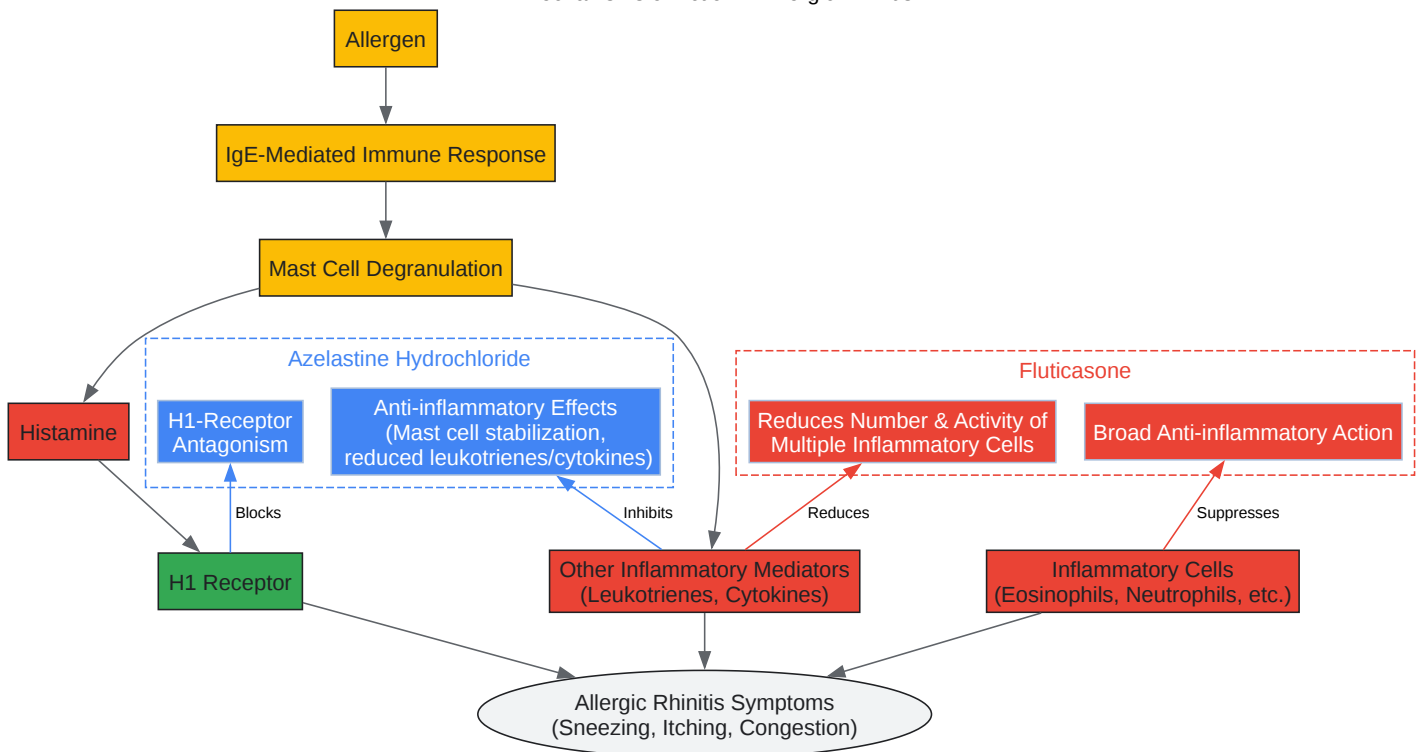 Allergen
IgE-Mediated Immune Response
Mast Cell Degranulation
Azelastine Hydrochloride
Fluticasone
Histamine
H1-Receptor
Antagonism
Anti-inflammatory Effects
(Mast cell stabilization,
reduced leukotrienes/cytokines)
Reduces Number & Activity of
Multiple Inflammatory Cells
Broad Anti-inflammatory Action
Blocks
Inhibits
Reduces
Suppresses
H1 Receptor
Other Inflammatory Mediators
(Leukotrienes, Cytokines)
Inflammatory Cells
(Eosinophils, Neutrophils, etc.)
Allergic Rhinitis Symptoms
(Sneezing, Itching, Congestion)